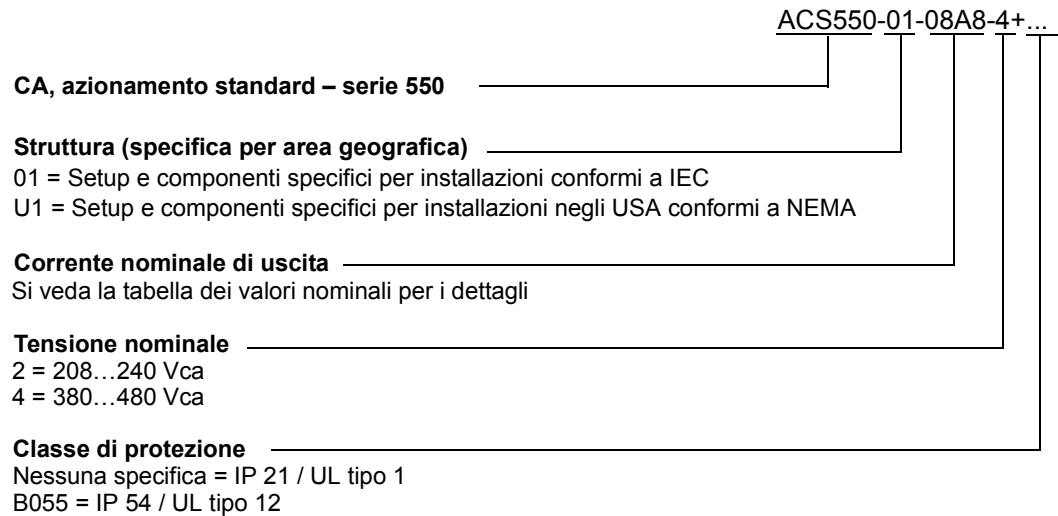 ACS550-01-08A8-4+...
CA, azionamento standard – serie 550
Struttura (specifica per area geografica)
01 = Setup e componenti specifici per installazioni conformi a IEC
U1 = Setup e componenti specifici per installazioni negli USA conformi a NEMA
Corrente nominale di uscita
Si veda la tabella dei valori nominali per i dettagli
Tensione nominale
2 = 208…240 Vca
4 = 380…480 Vca
Classe di protezione
Nessuna specifica = IP 21 / UL tipo 1
B055 = IP 54 / UL tipo 12